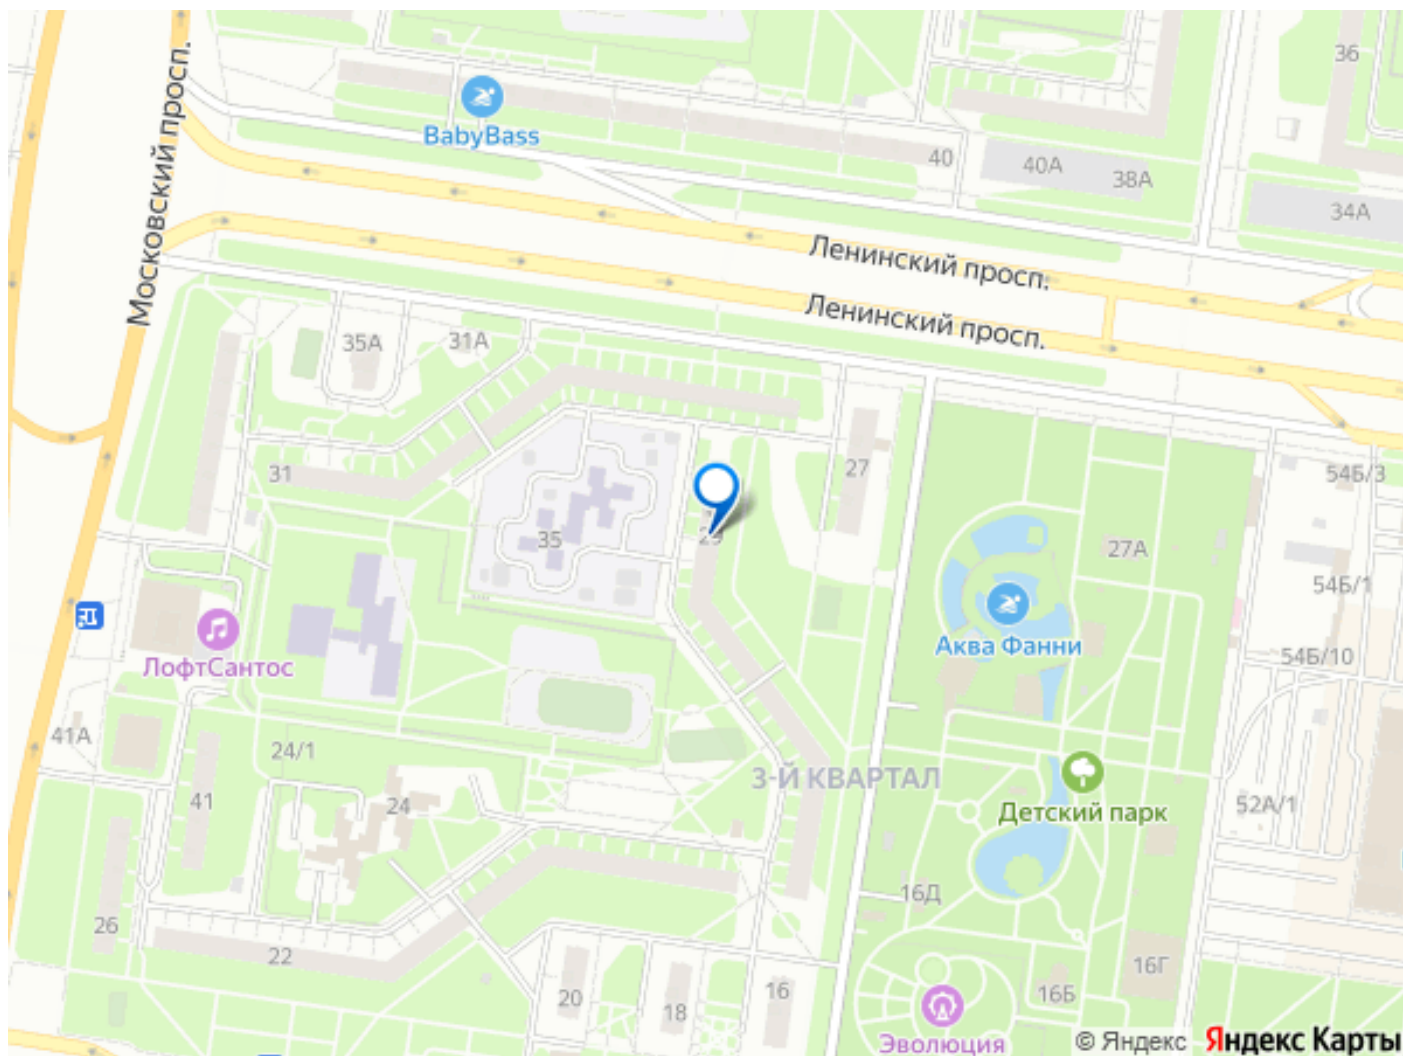 36
BabyBass
40
40А
38А
34А
Московский просп.
Ленинский просп.
Ленинский просп.
35А
31А
31
27
54Б/3
35
29
27А
54Б/1
Аква Фанни
54Б/10
ЛофтСантос
41А
24/1
3-Й КВАРТАЛ
41
24
Детский парк
52А/1
16Д
26
22
16Г
20
18
16
16Б
Эволюция
© Яндекс Яндекс Карты